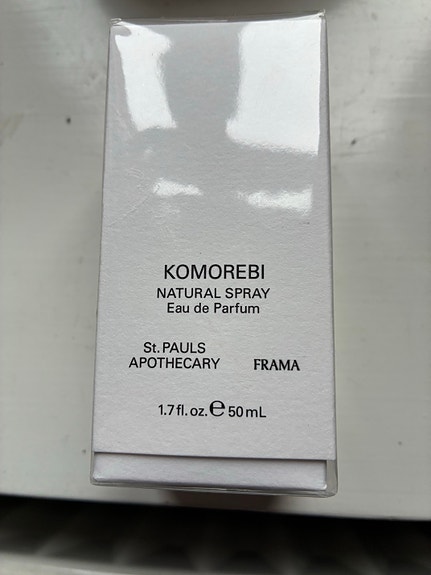 KOMOREBI
NATURAL SPRAY
Eau de Parfum
St. PAULS
APOTHECARY
FRAMA
1.7 fl. oz. ℮ 50 mL